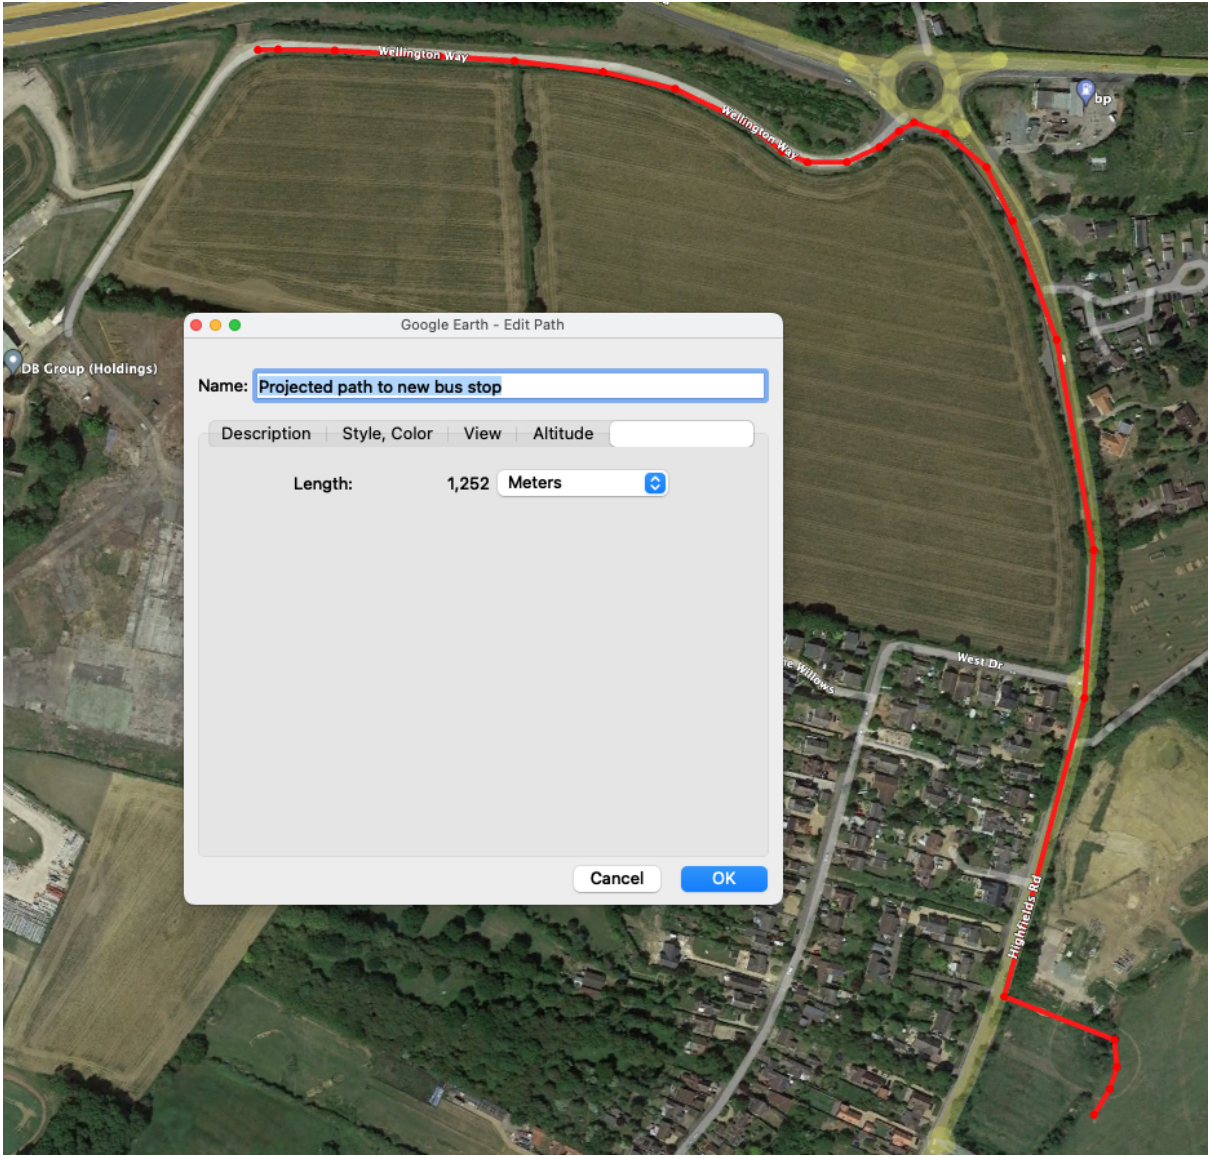 Wellington Way
Wellington Way
bp
Google Earth - Edit Path
DB Group (Holdings)
Name: Projected path to new bus stop
Description Style, Color View Altitude
Length: 1,252 Meters
West Dr
Willows
Cancel OK
Highfields Rd